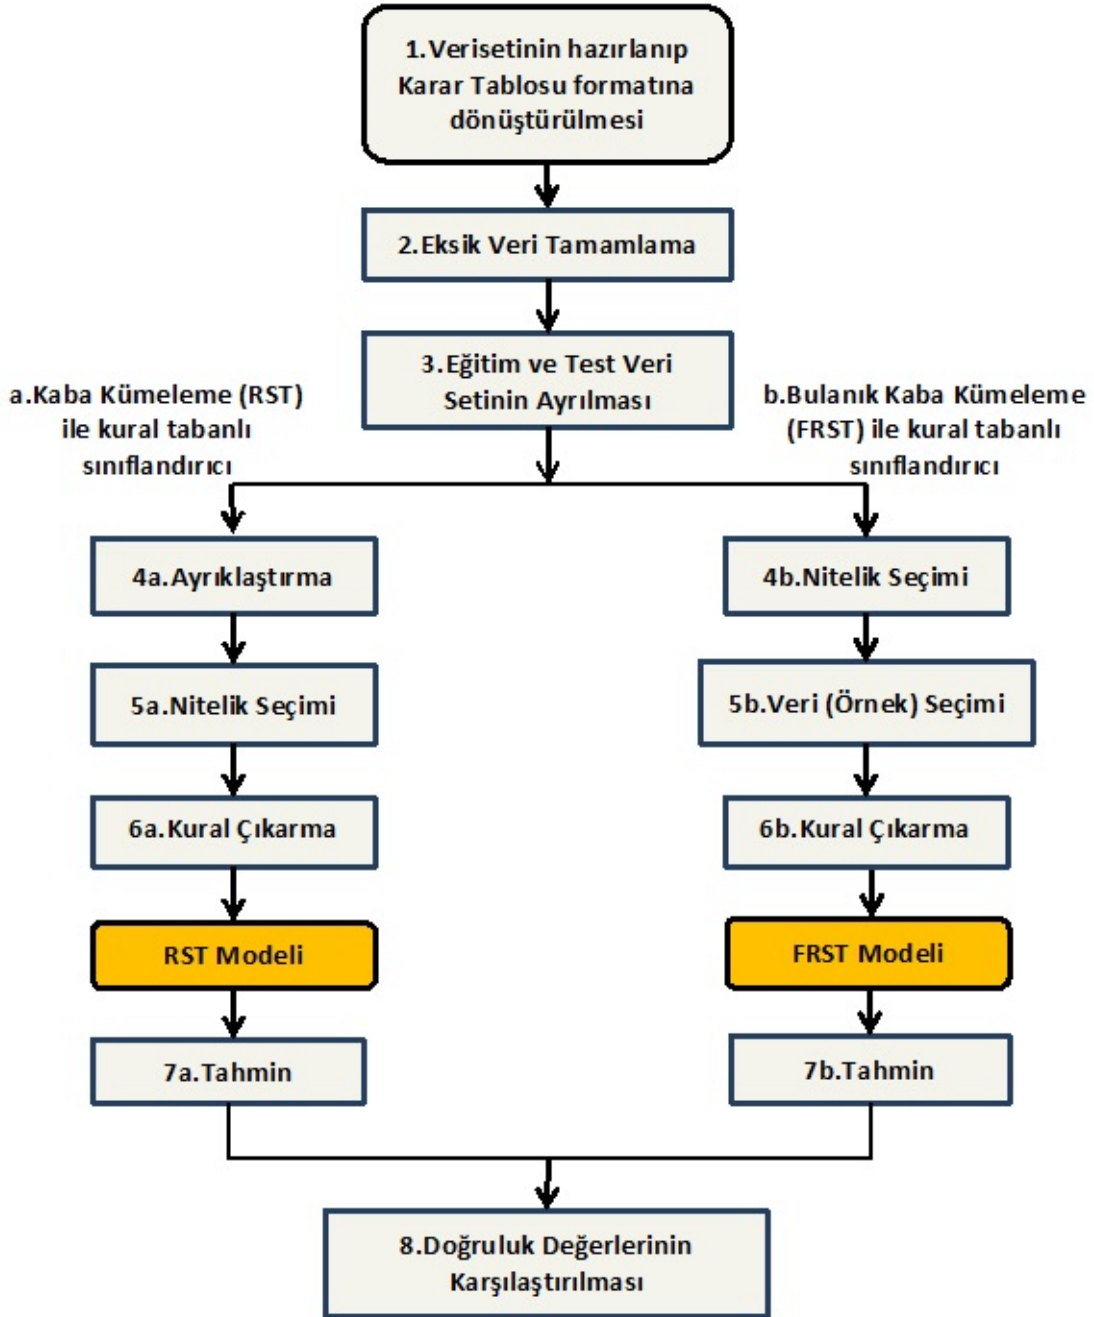 1.Verisetinin hazırlanıp
Karar Tablosu formatına
dönüştürülmesi
2.Eksik Veri Tamamlama
3.Eğitim ve Test Veri
Setinin Ayrılması
a.Kaba Kümeleme (RST)
ile kural tabanlı
sınıflandırıcı
b.Bulanık Kaba Kümeleme
(FRST) ile kural tabanlı
sınıflandırıcı
4a.Ayrıklaştırma
4b.Nitelik Seçimi
5a.Nitelik Seçimi
5b.Veri (Örnek) Seçimi
6a.Kural Çıkarma
6b.Kural Çıkarma
RST Modeli
FRST Modeli
7a.Tahmin
7b.Tahmin
8.Doğruluk Değerlerinin
Karşılaştırılması